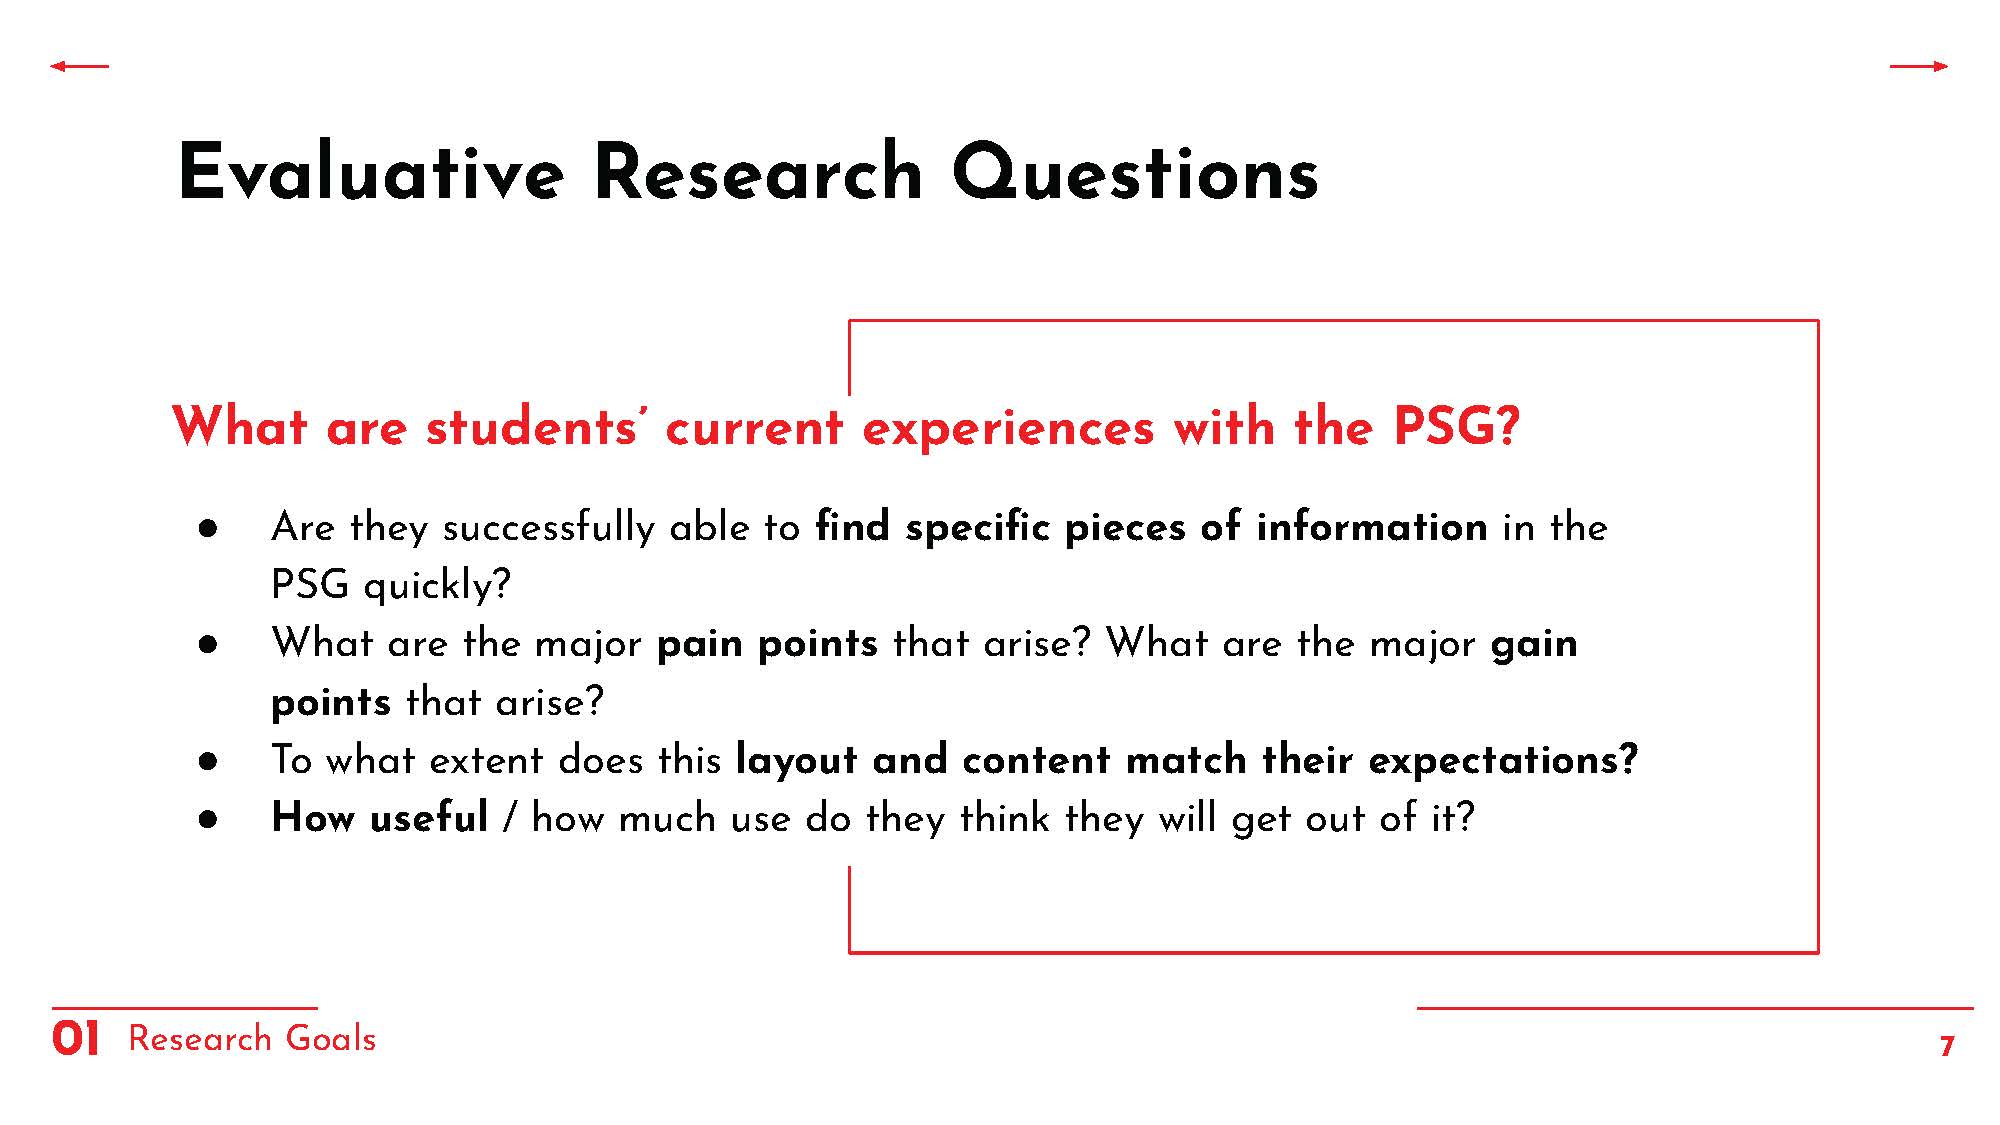 Evaluative Research Questions
What are students’ current experiences with the PSG?
● Are they successfully able to find specific pieces of information in the
PSG quickly?
● What are the major pain points that arise? What are the major gain
points that arise?
● To what extent does this layout and content match their expectations?
● How useful / how much use do they think they will get out of it?
01 Research Goals
7